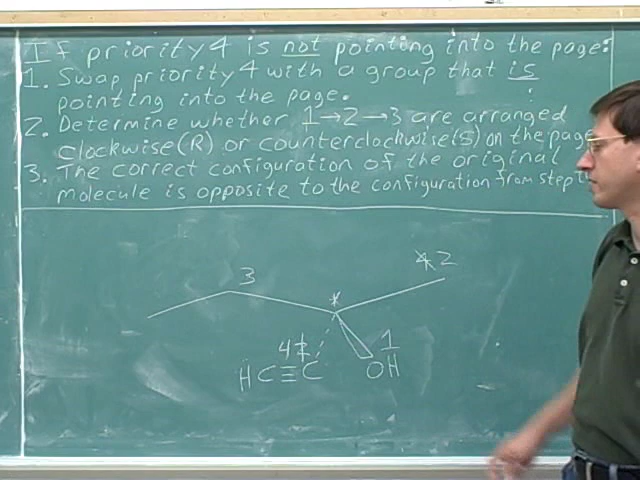 If priority 4 is not pointing into the page:
1. Swap priority 4 with a group that is
pointing into the page.
2. Determine whether 1→2→3 are arranged
clockwise (R) or counterclockwise (S) on the page
3. The correct configuration of the original
molecule is opposite to the configuration from step
3 * 2
4 1
HC≡C OH